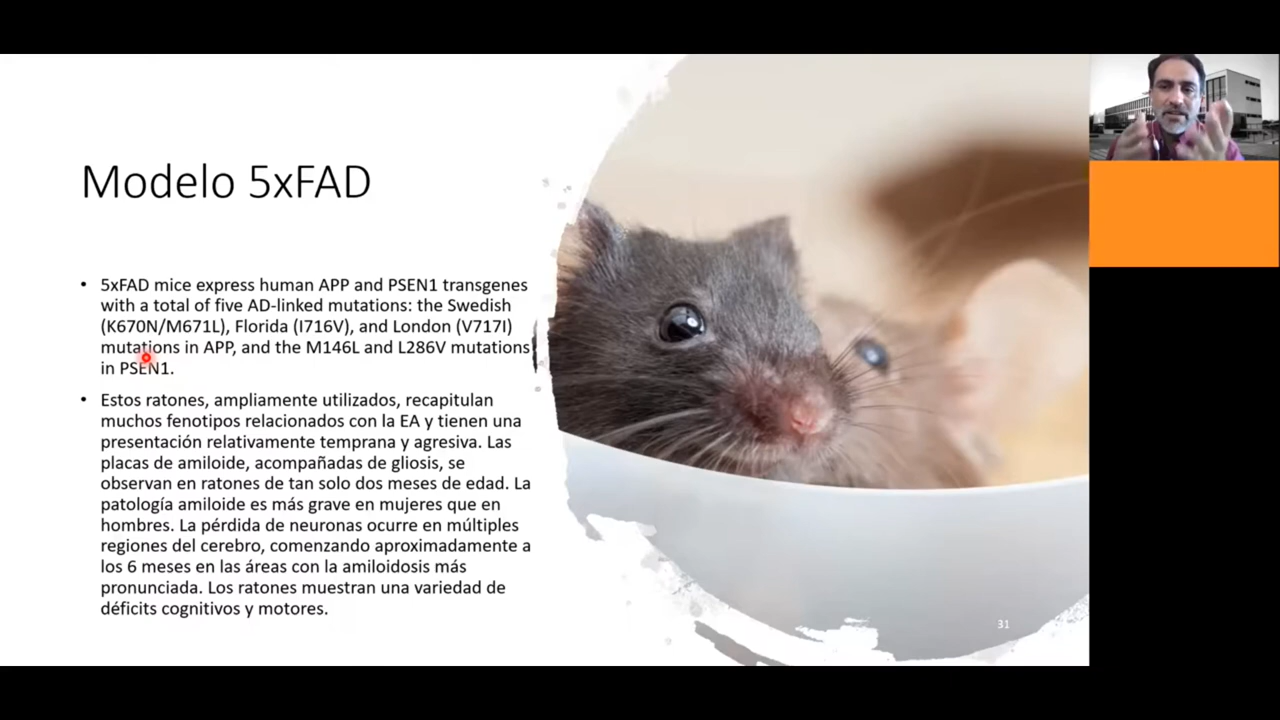 Modelo 5xFAD
• 5xFAD mice express human APP and PSEN1 transgenes
with a total of five AD-linked mutations: the Swedish
(K670N/M671L), Florida (I716V), and London (V717I)
mutations in APP, and the M146L and L286V mutations
in PSEN1.
• Estos ratones, ampliamente utilizados, recapitulan
muchos fenotipos relacionados con la EA y tienen una
presentación relativamente temprana y agresiva. Las
placas de amiloide, acompañadas de gliosis, se
observan en ratones de tan solo dos meses de edad. La
patología amiloide es más grave en mujeres que en
hombres. La pérdida de neuronas ocurre en múltiples
regiones del cerebro, comenzando aproximadamente a
los 6 meses en las áreas con la amiloidosis más
pronunciada. Los ratones muestran una variedad de
déficits cognitivos y motores.
31